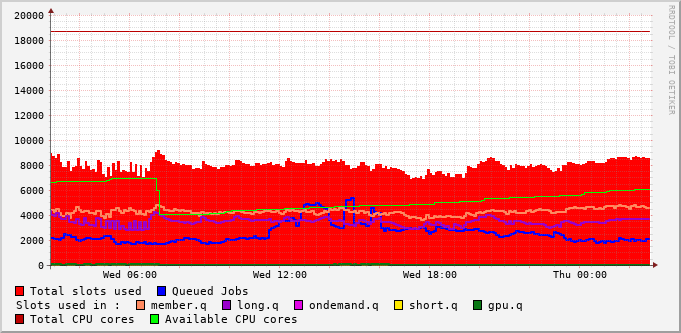 20000
18000
16000
14000
12000
10000
8000
6000
4000
2000
0
Wed 06:00 Wed 12:00 Wed 18:00 Thu 00:00
Total slots used Queued Jobs
Slots used in : member.q long.q ondemand.q short.q gpu.q
Total CPU cores Available CPU cores
RRDTOOL / TOBI OETIKER